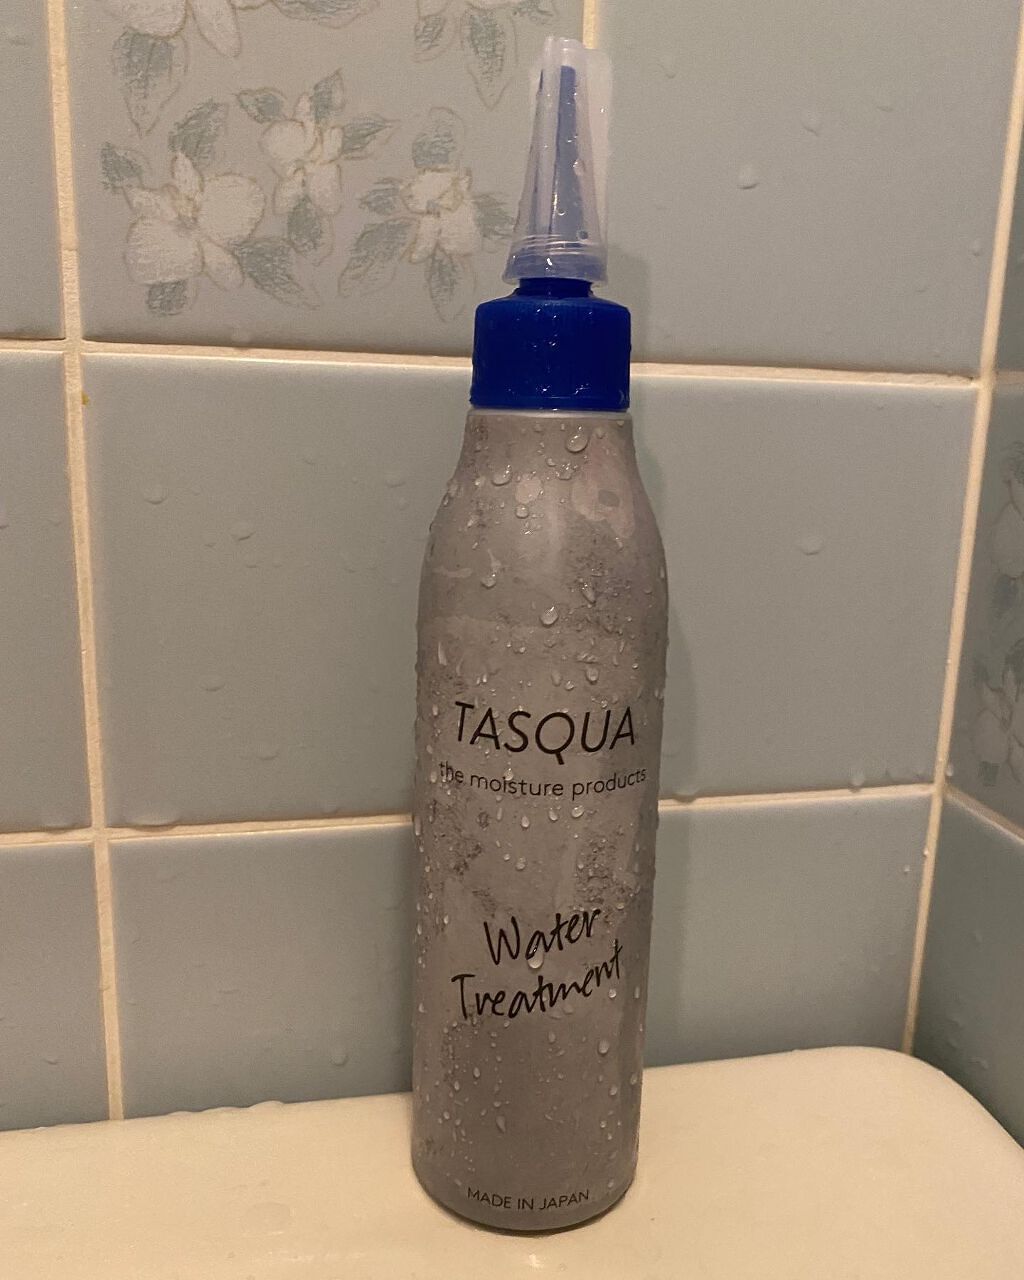 TASQUA
the moisture products
Water
Treatment
MADE IN JAPAN